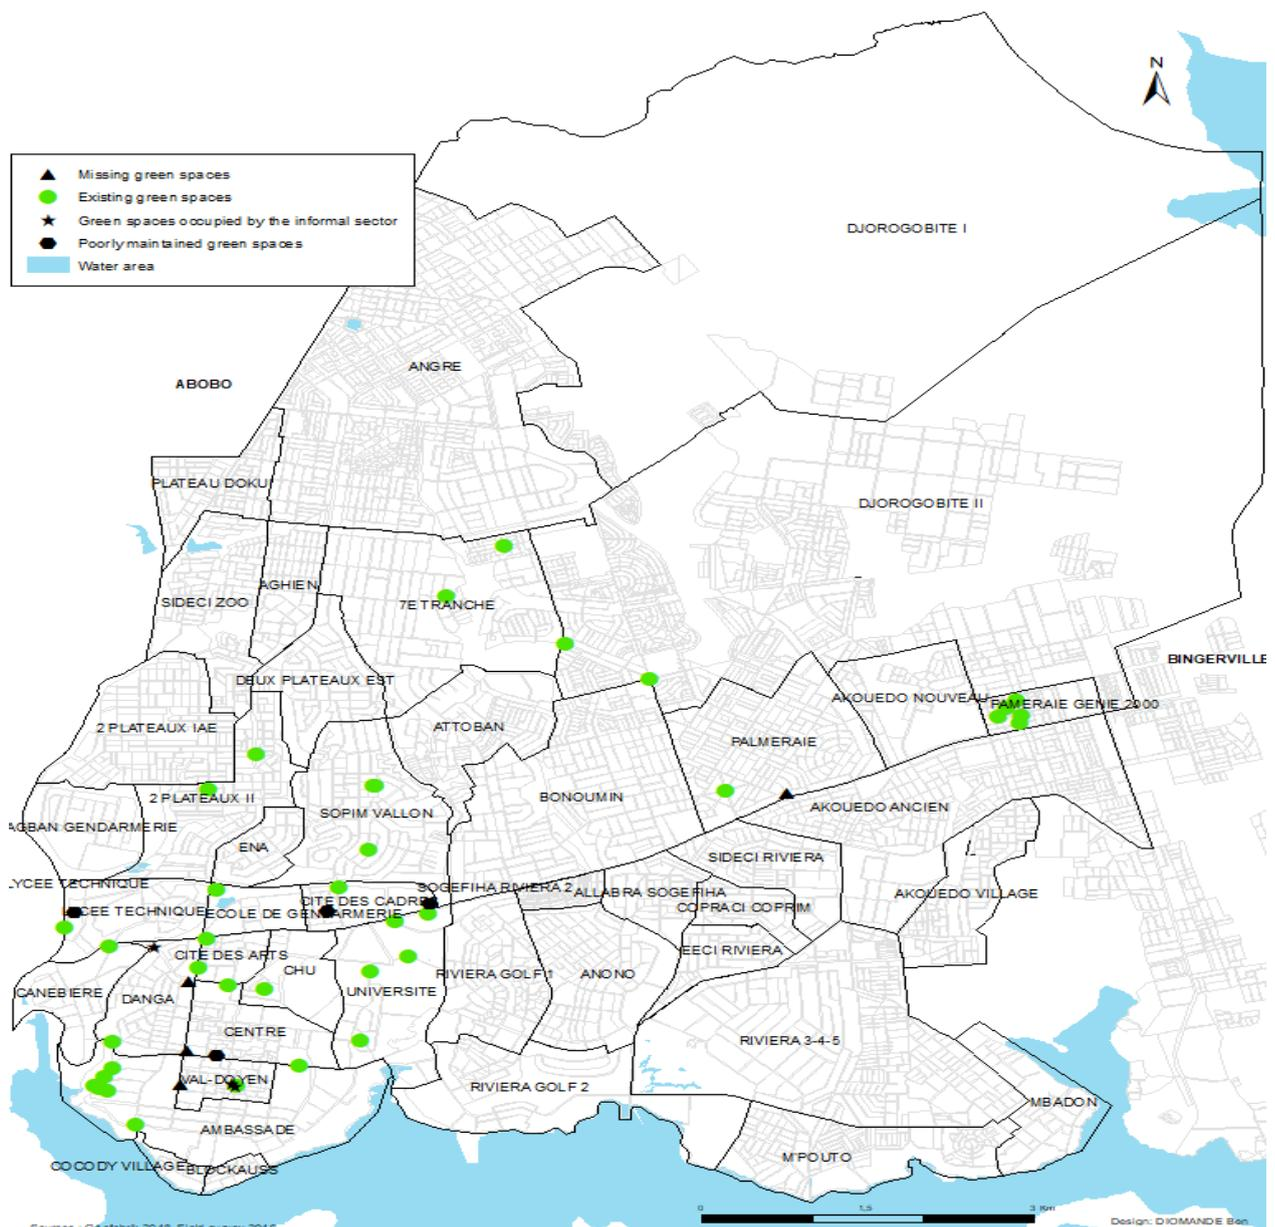 N
Missing green spaces
Existing green spaces
Green spaces occupied by the informal sector
Poorly maintained green spaces
Water area
DJOROGOBITE I
ANGRE
ABOBO
PLATEAU DOKUI
DJOROGOBITE II
AGHIEN
SIDECI ZOO
7E TRANCHE
BINGERVILLE
DEUX PLATEAUX EST
AKOUEDO NOUVEAU
PAMERAIE GENIE 2000
2 PLATEAUX IAE
ATTOBAN
PALMERAIE
2 PLATEAUX II
BONOUMIN
AKOUEDO ANCIEN
SOPIM VALLON
AGBAN GENDARMERIE
ENA
SIDECI RIVIERA
LYCEE TECHNIQUE
SOGEFIHA RIVIERA 2
ALLABRA SOGEFIHA
AKOUEDO VILLAGE
CITE DES CADRES
COPRACI COPRIM
LYCEE TECHNIQUE
ECOLE DE GENDARMERIE
EECI RIVIERA
CITE DES ARTS
CHU
RIVIERA GOLF 1
ANONO
CANEBIERE
DANGA
UNIVERSITE
CENTRE
RIVIERA 3-4-5
VAL-DOYEN
RIVIERA GOLF 2
MBADON
AMBASSADE
M'POUTO
COCODY VILLAGE
BLOCKAUSS
0 1,5 3 Km
Design: DIOMANDE Ben